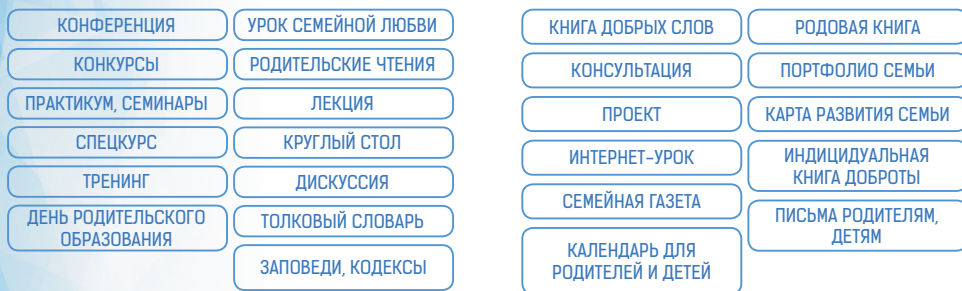 КОНФЕРЕНЦИЯ
КОНКУРСЫ
ПРАКТИКУМ, СЕМИНАРЫ
СПЕЦКУРС
ТРЕНИНГ
ДЕНЬ РОДИТЕЛЬСКОГО
ОБРАЗОВАНИЯ
УРОК СЕМЕЙНОЙ ЛЮБВИ
РОДИТЕЛЬСКИЕ ЧТЕНИЯ
ЛЕКЦИЯ
КРУГЛЫЙ СТОЛ
ДИСКУССИЯ
ТОЛКОВЫЙ СЛОВАРЬ
ЗАПОВЕДИ, КОДЕКСЫ
КНИГА ДОБРЫХ СЛОВ
КОНСУЛЬТАЦИЯ
ПРОЕКТ
ИНТЕРНЕТ-УРОК
СЕМЕЙНАЯ ГАЗЕТА
КАЛЕНДАРЬ ДЛЯ
РОДИТЕЛЕЙ И ДЕТЕЙ
РОДОВАЯ КНИГА
ПОРТФОЛИО СЕМЬИ
КАРТА РАЗВИТИЯ СЕМЬИ
ИНДИЦИДУАЛЬНАЯ
КНИГА ДОБРОТЫ
ПИСЬМА РОДИТЕЛЯМ,
ДЕТЯМ